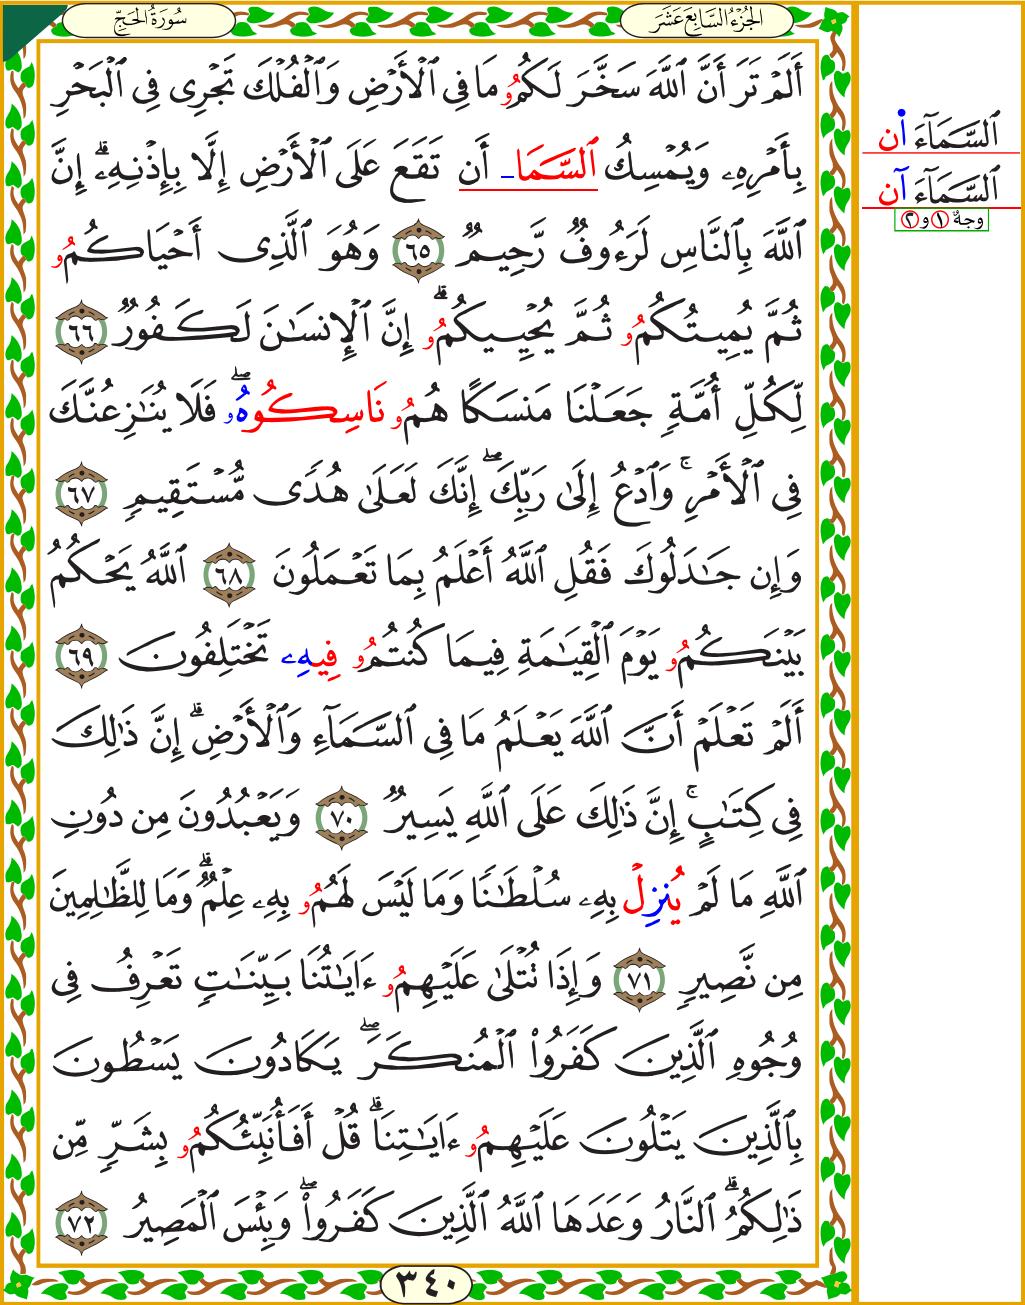 سُورَةُ الحَجِّ
الجُزْءُ السَّابِعَ عَشَرَ
أَلَمْ تَرَ أَنَّ ٱللَّهَ سَخَّرَ لَكُمُۥ مَا فِى ٱلْأَرْضِ وَٱلْفُلْكَ تَجْرِى فِى ٱلْبَحْرِ
بِأَمْرِهِۦ وَيُمْسِكُ ٱلسَّمَا أَن تَقَعَ عَلَى ٱلْأَرْضِ إِلَّا بِإِذْنِهِۦٓ ۗ إِنَّ
ٱللَّهَ بِٱلنَّاسِ لَرَءُوفٌ رَّحِيمٌ ٦٥ وَهُوَ ٱلَّذِى أَحْيَاكُمُۥ
ثُمَّ يُمِيتُكُمُۥ ثُمَّ يُحْيِيكُمُۥ ۗ إِنَّ ٱلْإِنسَـٰنَ لَكَفُورٌ ٦٦
لِّكُلِّ أُمَّةٍ جَعَلْنَا مَنسَكًا هُمُۥ نَاسِكُوهُۥ ۖ فَلَا يُنَـٰزِعُنَّكَ
فِى ٱلْأَمْرِ ۚ وَٱدْعُ إِلَىٰ رَبِّكَ ۖ إِنَّكَ لَعَلَىٰ هُدًى مُّسْتَقِيمٍ ٦٧
وَإِن جَـٰدَلُوكَ فَقُلِ ٱللَّهُ أَعْلَمُ بِمَا تَعْمَلُونَ ٦٨ ٱللَّهُ يَحْكُمُ
بَيْنَكُمُۥ يَوْمَ ٱلْقِيَـٰمَةِ فِيمَا كُنتُمُۥ فِيهِۦ تَخْتَلِفُونَ ٦٩
أَلَمْ تَعْلَمْ أَنَّ ٱللَّهَ يَعْلَمُ مَا فِى ٱلسَّمَآءِ وَٱلْأَرْضِ ۗ إِنَّ ذَٰلِكَ
فِى كِتَـٰبٍ ۚ إِنَّ ذَٰلِكَ عَلَى ٱللَّهِ يَسِيرٌ ٧٠ وَيَعْبُدُونَ مِن دُونِ
ٱللَّهِ مَا لَمْ يُنزِلْ بِهِۦ سُلْطَـٰنًا وَمَا لَيْسَ لَهُمُۥ بِهِۦ عِلْمٌ ۗ وَمَا لِلظَّـٰلِمِينَ
مِن نَّصِيرٍ ٧١ وَإِذَا تُتْلَىٰ عَلَيْهِمُۥ ءَايَـٰتُنَا بَيِّنَـٰتٍ تَعْرِفُ فِى
وُجُوهِ ٱلَّذِينَ كَفَرُوا۟ ٱلْمُنكَرَ ۖ يَكَادُونَ يَسْطُونَ
بِٱلَّذِينَ يَتْلُونَ عَلَيْهِمُۥ ءَايَـٰتِنَا ۗ قُلْ أَفَأُنَبِّئُكُمُۥ بِشَرٍّ مِّن
ذَٰلِكُمُ ۗ ٱلنَّارُ وَعَدَهَا ٱللَّهُ ٱلَّذِينَ كَفَرُوا۟ ۖ وَبِئْسَ ٱلْمَصِيرُ ٧٢
٣٤٠
ٱلسَّمَآءَ أن
ٱلسَّمَآءَ آن
وجهٌ ١ و ٢